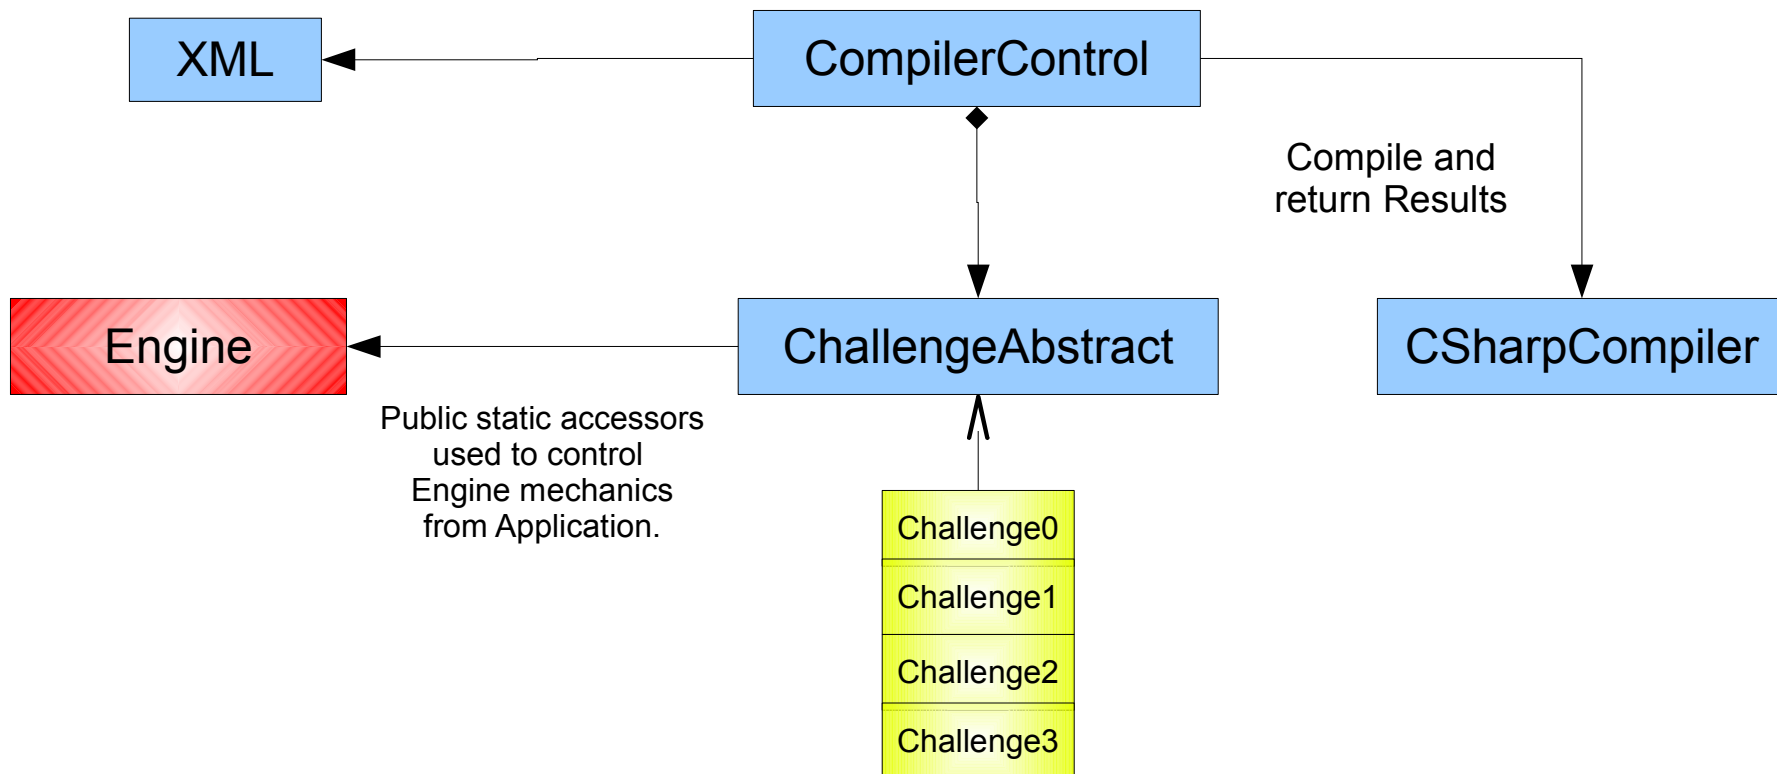 XML
CompilerControl
Compile and
return Results
Engine
ChallengeAbstract
CSharpCompiler
Public static accessors
used to control
Engine mechanics
from Application.
Challenge0
Challenge1
Challenge2
Challenge3